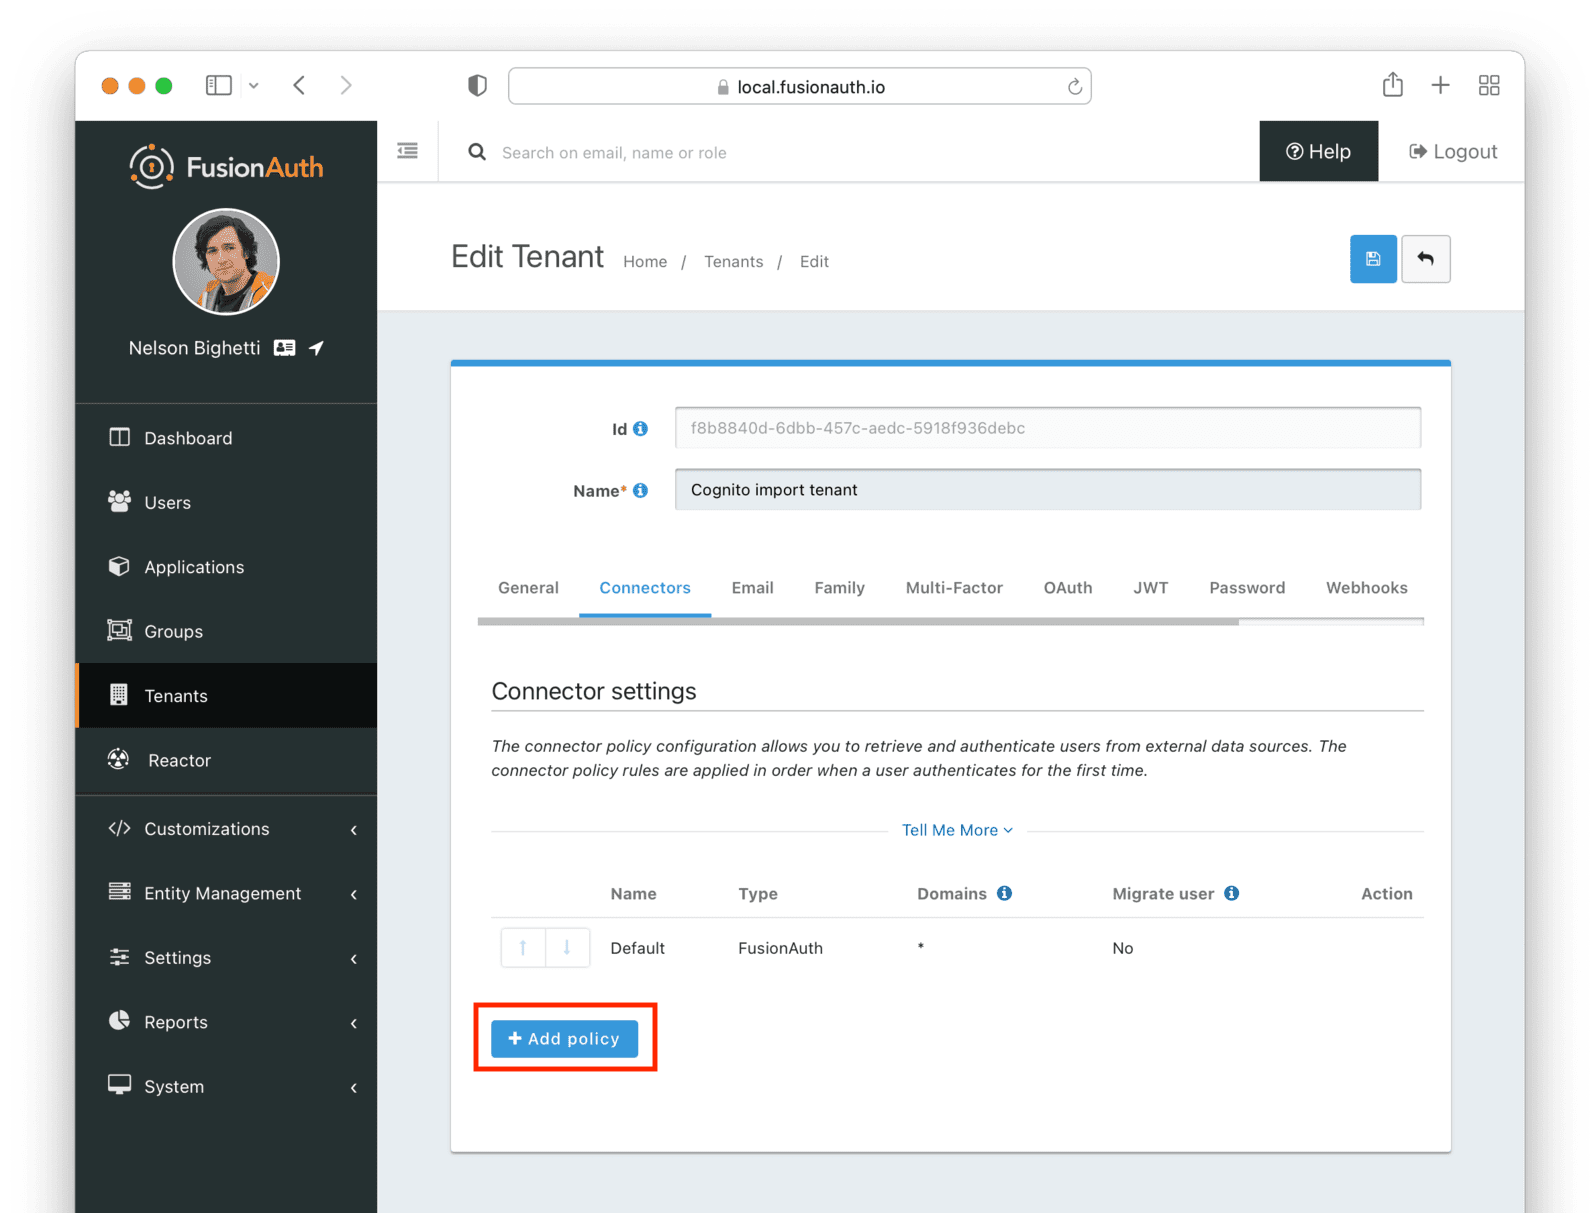 local.fusionauth.io
FusionAuth
Search on email, name or role
Help
Logout
Nelson Bighetti
Edit Tenant
Home / Tenants / Edit
Dashboard
Users
Applications
Groups
Tenants
Reactor
Customizations
Entity Management
Settings
Reports
System
Id
f8b8840d-6dbb-457c-aedc-5918f936debc
Name*
Cognito import tenant
General Connectors Email Family Multi-Factor OAuth JWT Password Webhooks
Connector settings
The connector policy configuration allows you to retrieve and authenticate users from external data sources. The
connector policy rules are applied in order when a user authenticates for the first time.
Tell Me More
Name Type Domains Migrate user Action
Default FusionAuth * No
+ Add policy